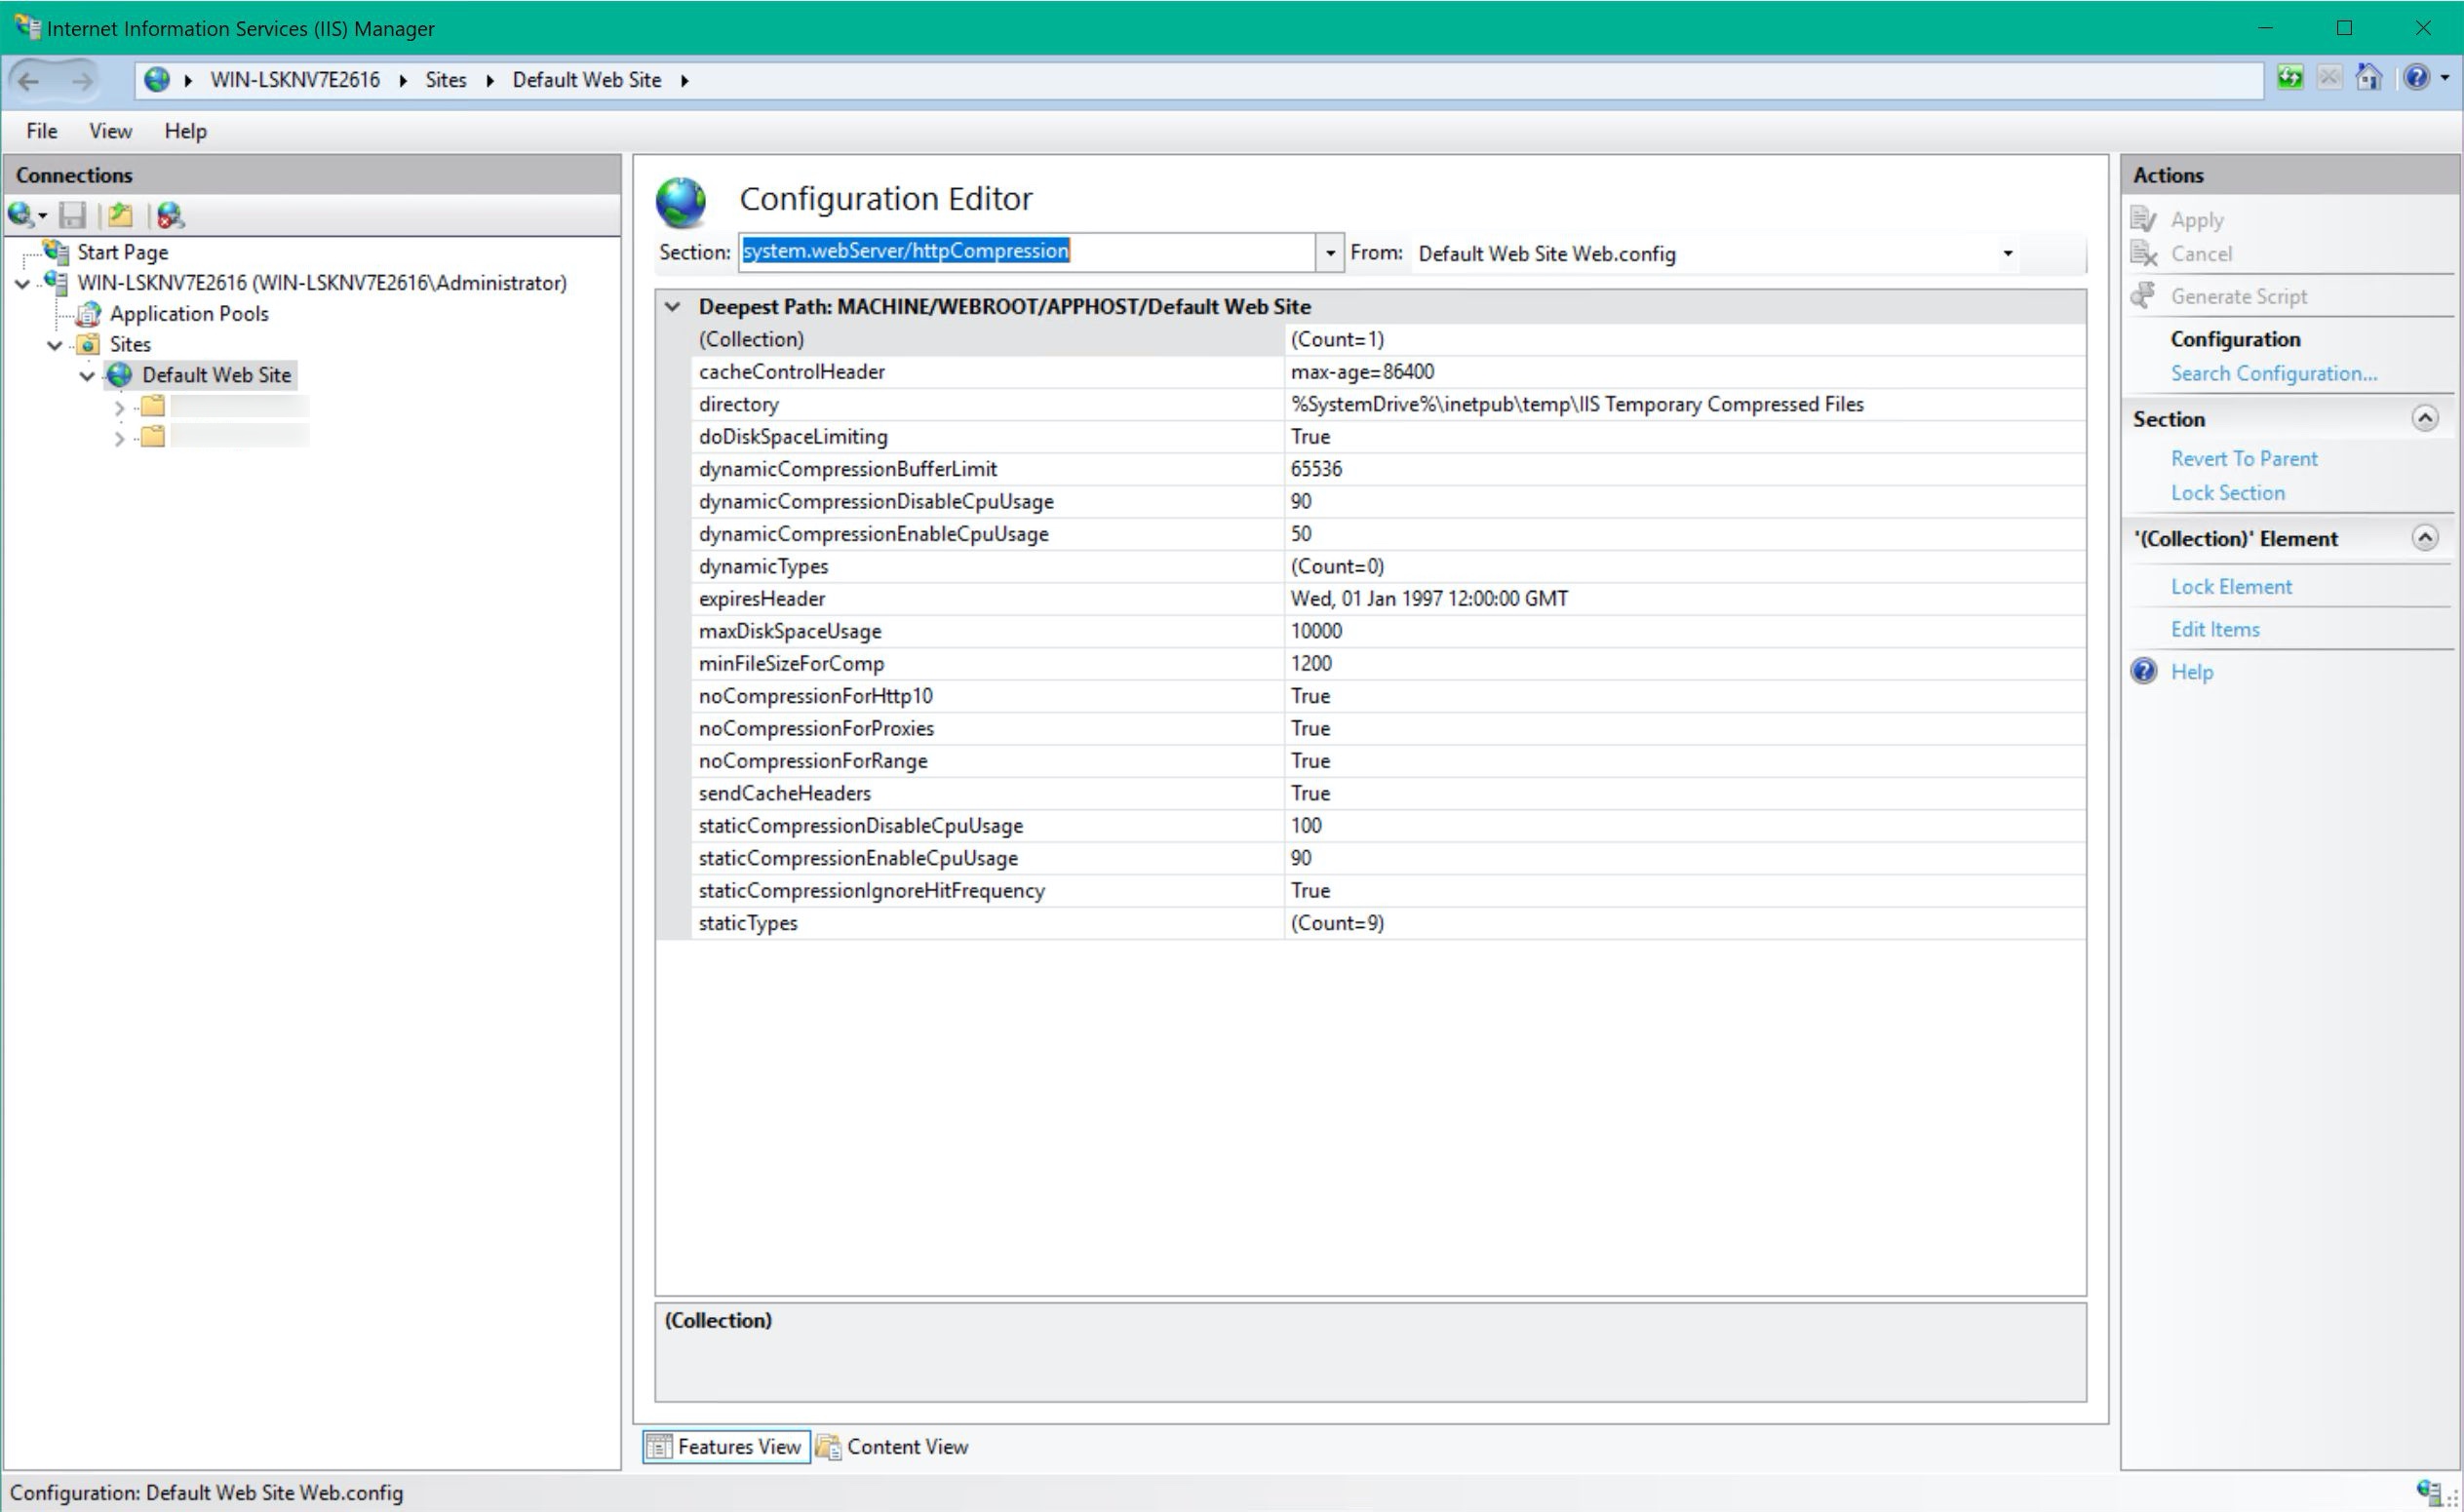 Internet Information Services (IIS) Manager
WIN-LSKNV7E2616 Sites Default Web Site
File View Help
Connections
Start Page
WIN-LSKNV7E2616 (WIN-LSKNV7E2616\Administrator)
Application Pools
Sites
Default Web Site
Configuration Editor
Section: system.webServer/httpCompression From: Default Web Site Web.config
Deepest Path: MACHINE/WEBROOT/APPHOST/Default Web Site
(Collection) (Count=1)
cacheControlHeader max-age=86400
directory %SystemDrive%\inetpub\temp\IIS Temporary Compressed Files
doDiskSpaceLimiting True
dynamicCompressionBufferLimit 65536
dynamicCompressionDisableCpuUsage 90
dynamicCompressionEnableCpuUsage 50
dynamicTypes (Count=0)
expiresHeader Wed, 01 Jan 1997 12:00:00 GMT
maxDiskSpaceUsage 10000
minFileSizeForComp 1200
noCompressionForHttp10 True
noCompressionForProxies True
noCompressionForRange True
sendCacheHeaders True
staticCompressionDisableCpuUsage 100
staticCompressionEnableCpuUsage 90
staticCompressionIgnoreHitFrequency True
staticTypes (Count=9)
(Collection)
Features View Content View
Actions
Apply
Cancel
Generate Script
Configuration
Search Configuration...
Section
Revert To Parent
Lock Section
'(Collection)' Element
Lock Element
Edit Items
Help
Configuration: Default Web Site Web.config